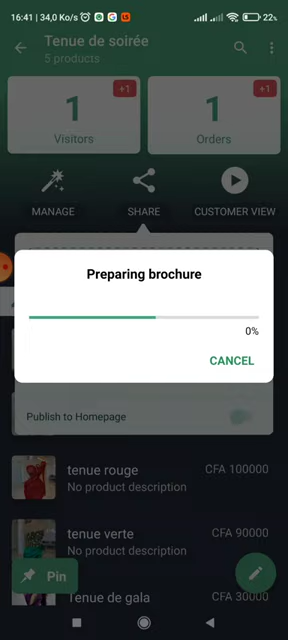 16:41 | 34,0 Ko/s
22%
Tenue de soirée
5 products
+1
+1
1
1
Visitors
Orders
MANAGE
SHARE
CUSTOMER VIEW
Preparing brochure
0%
CANCEL
Publish to Homepage
tenue rouge
CFA 100000
No product description
tenue verte
CFA 90000
No product description
Pin
Tenue de gala
CFA 30000